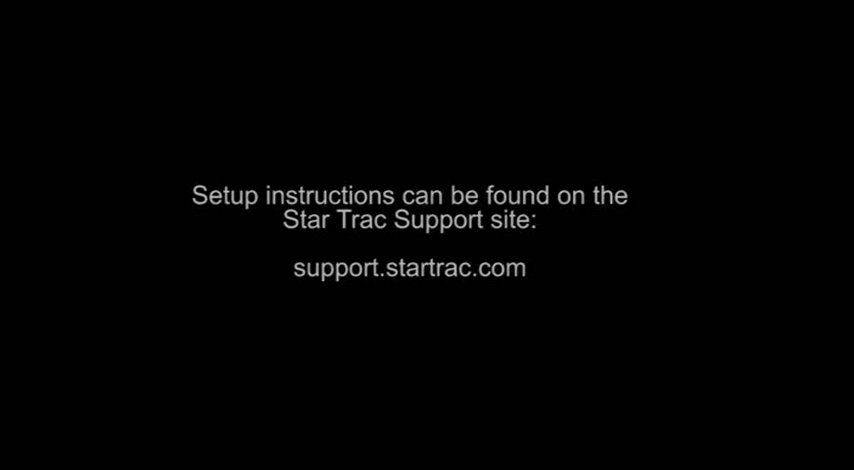 Setup instructions can be found on the
Star Trac Support site:
support.startrac.com